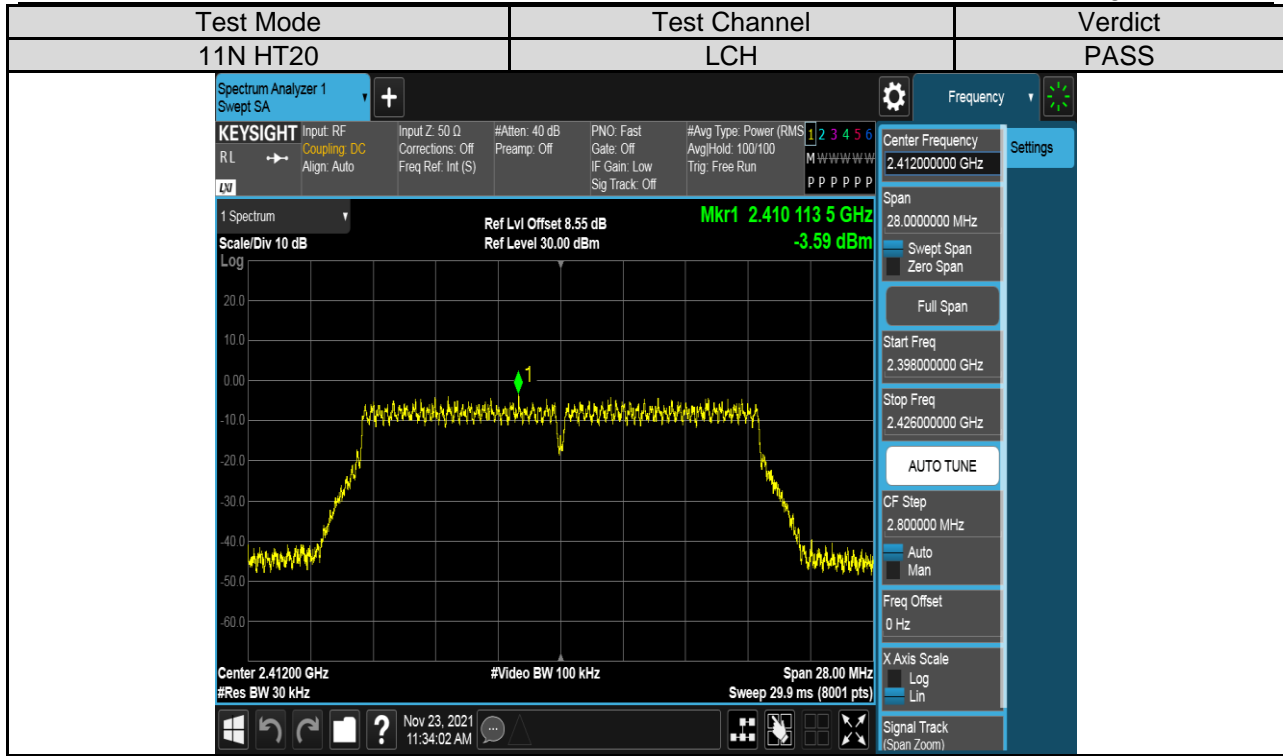 Test Mode Test Channel Verdict
11N HT20 LCH PASS
Spectrum Analyzer 1
Swept SA
+
Frequency
KEYSIGHT
RL
LXI
Input: RF
Coupling: DC
Align: Auto
Input Z: 50 Ω
Corrections: Off
Freq Ref: Int (S)
#Atten: 40 dB
Preamp: Off
PNO: Fast
Gate: Off
IF Gain: Low
Sig Track: Off
#Avg Type: Power (RMS
Avg|Hold: 100/100
Trig: Free Run
1 2 3 4 5 6
M W W W W W
P P P P P P
1 Spectrum
Scale/Div 10 dB
Ref Lvl Offset 8.55 dB
Ref Level 30.00 dBm
Mkr1 2.410 113 5 GHz
-3.59 dBm
Log
20.0
10.0
0.00
-10.0
-20.0
-30.0
-40.0
-50.0
-60.0
1
Center 2.41200 GHz
#Res BW 30 kHz
#Video BW 100 kHz
Span 28.00 MHz
Sweep 29.9 ms (8001 pts)
?
Nov 23, 2021
11:34:02 AM
Center Frequency
2.412000000 GHz
Settings
Span
28.0000000 MHz
Swept Span
Zero Span
Full Span
Start Freq
2.398000000 GHz
Stop Freq
2.426000000 GHz
AUTO TUNE
CF Step
2.800000 MHz
Auto
Man
Freq Offset
0 Hz
X Axis Scale
Log
Lin
Signal Track
(Span Zoom)